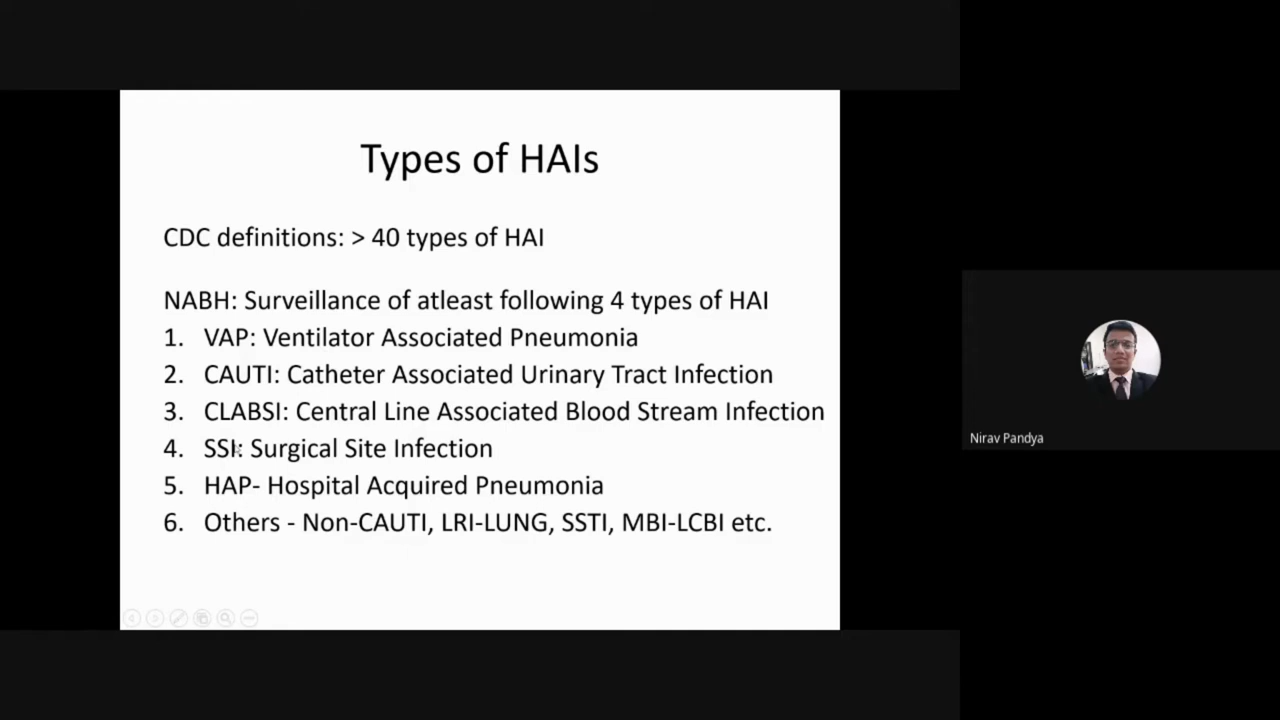 Types of HAIs
CDC definitions: > 40 types of HAI
NABH: Surveillance of atleast following 4 types of HAI
1. VAP: Ventilator Associated Pneumonia
2. CAUTI: Catheter Associated Urinary Tract Infection
3. CLABSI: Central Line Associated Blood Stream Infection
4. SSI: Surgical Site Infection
5. HAP- Hospital Acquired Pneumonia
6. Others - Non-CAUTI, LRI-LUNG, SSTI, MBI-LCBI etc.
Nirav Pandya